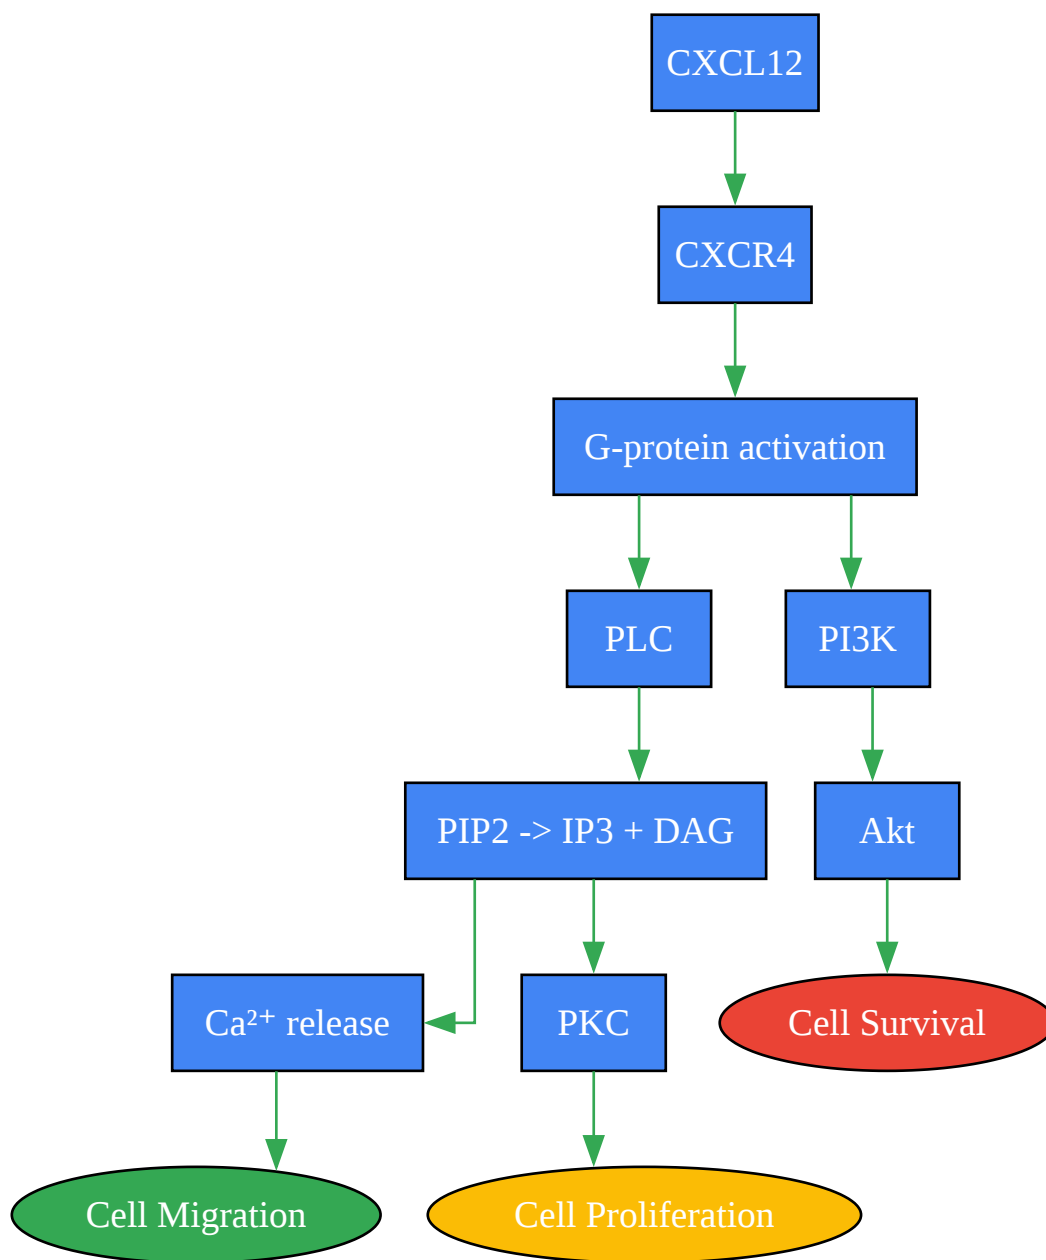 CXCL12
CXCR4
G-protein activation
PLC
PI3K
PIP2 -> IP3 + DAG
Akt
Ca²⁺ release
PKC
Cell Survival
Cell Migration
Cell Proliferation